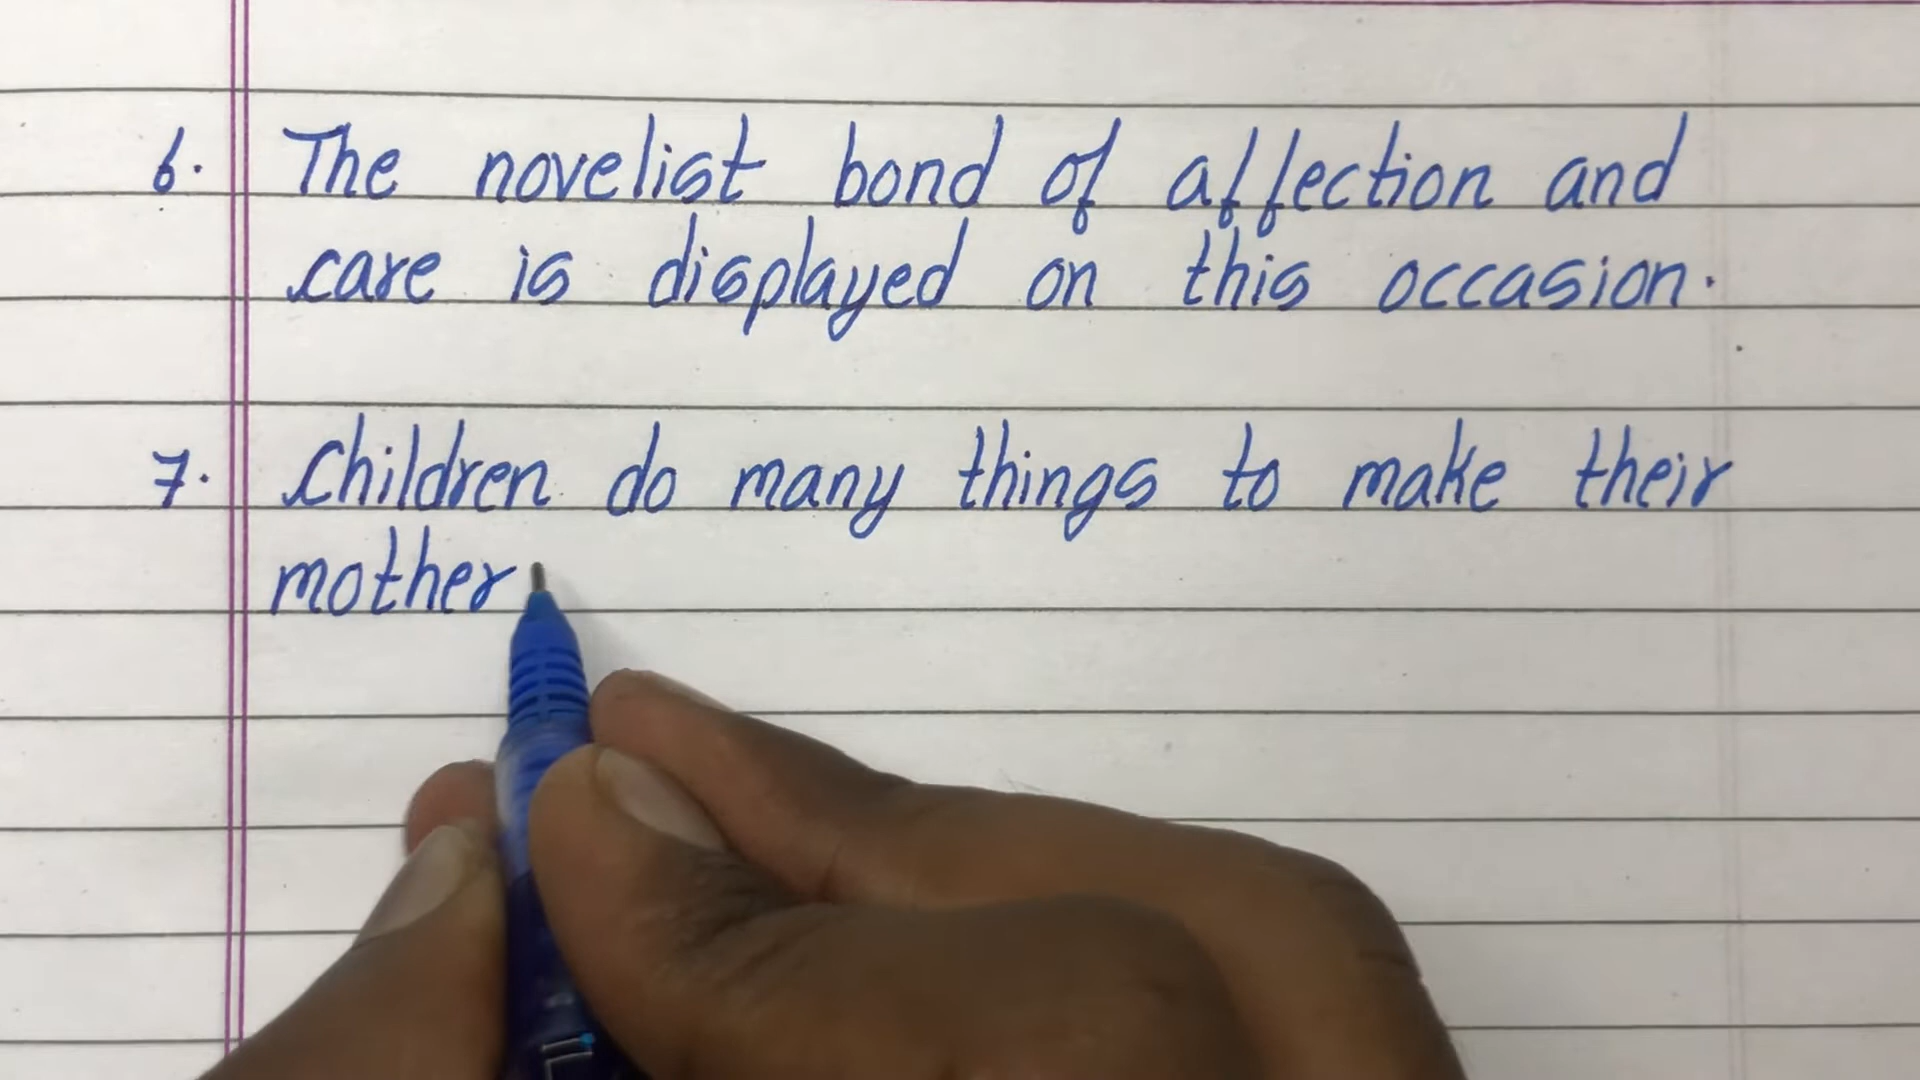 6. The novelist bond of affection and
care is displayed on this occasion.
7. Children do many things to make their
mother